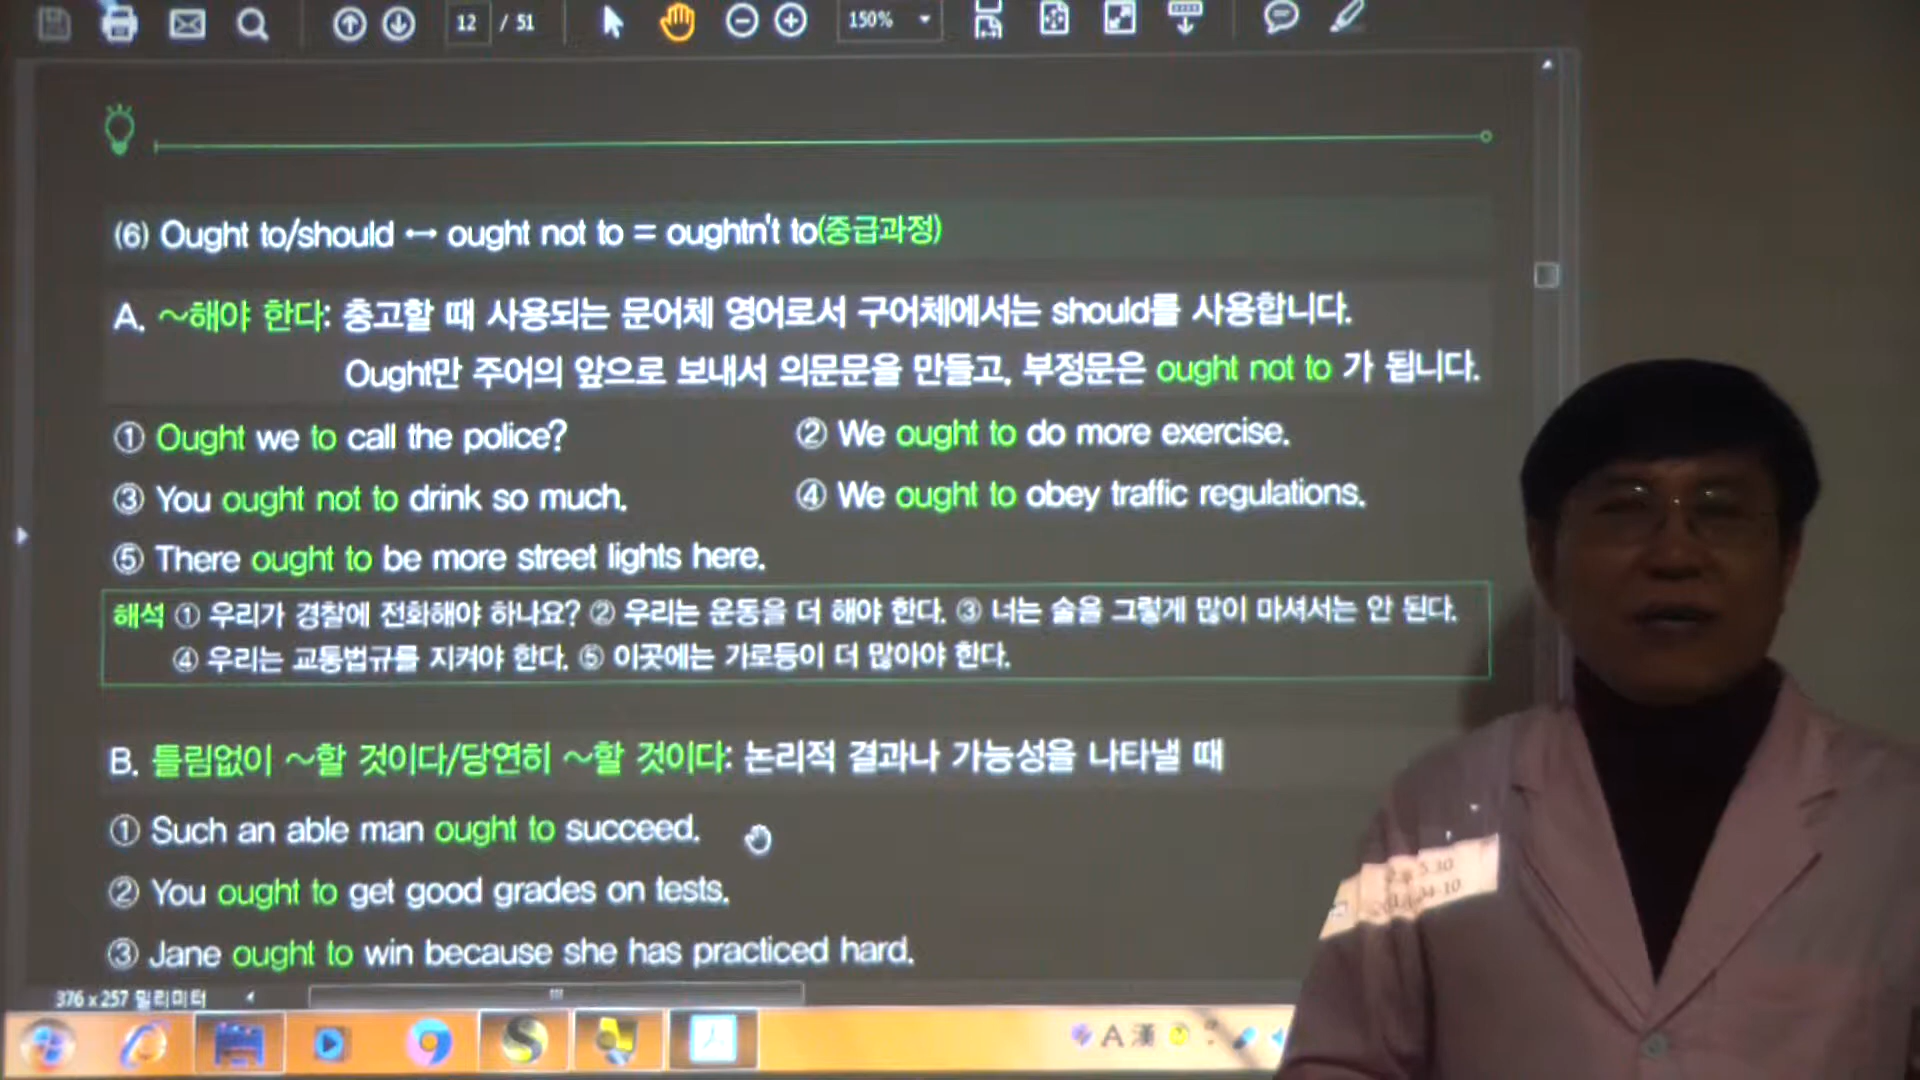 12 / 51
150%
(6) Ought to/should ↔ ought not to = oughtn't to(중급과정)
A. ~해야 한다: 충고할 때 사용되는 문어체 영어로서 구어체에서는 should를 사용합니다.
Ought만 주어의 앞으로 보내서 의문문을 만들고, 부정문은 ought not to 가 됩니다.
① Ought we to call the police?
② We ought to do more exercise.
③ You ought not to drink so much.
④ We ought to obey traffic regulations.
⑤ There ought to be more street lights here.
해석 ① 우리가 경찰에 전화해야 하나요? ② 우리는 운동을 더 해야 한다. ③ 너는 술을 그렇게 많이 마셔서는 안 된다.
④ 우리는 교통법규를 지켜야 한다. ⑤ 이곳에는 가로등이 더 많아야 한다.
B. 틀림없이 ~할 것이다/당연히 ~할 것이다: 논리적 결과나 가능성을 나타낼 때
① Such an able man ought to succeed.
② You ought to get good grades on tests.
③ Jane ought to win because she has practiced hard.
376 x 257 밀리미터
A 漢